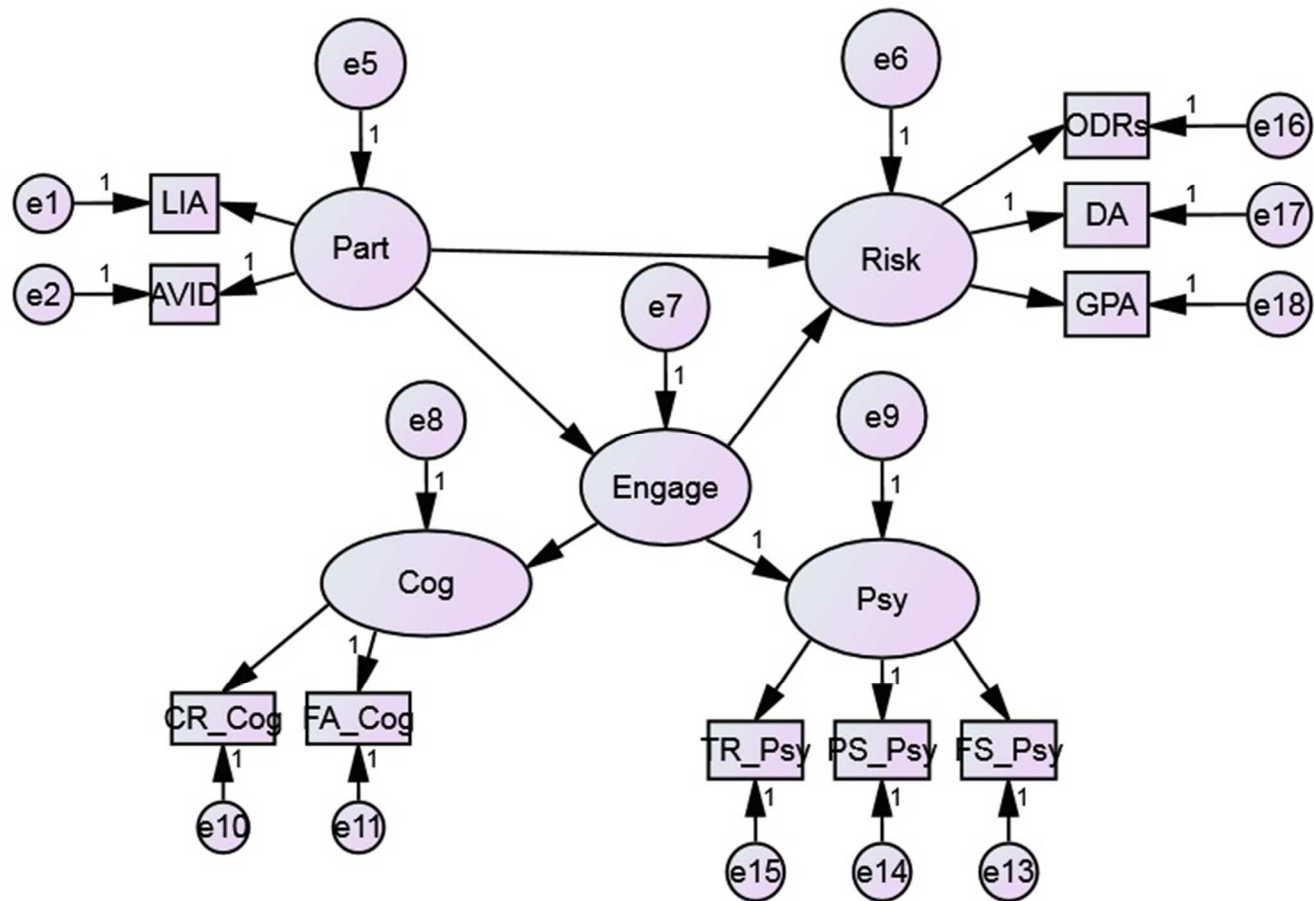 e5
e6
1
1
ODRs
1
e16
e1
1
LIA
Part
Risk
1
DA
1
e17
e2
1
AVID
1
e7
GPA
1
e18
1
e8
e9
1
1
Engage
1
Cog
Psy
1
1
CR_Cog
FA_Cog
TR_Psy
PS_Psy
FS_Psy
1
1
1
1
1
e10
e11
e15
e14
e13